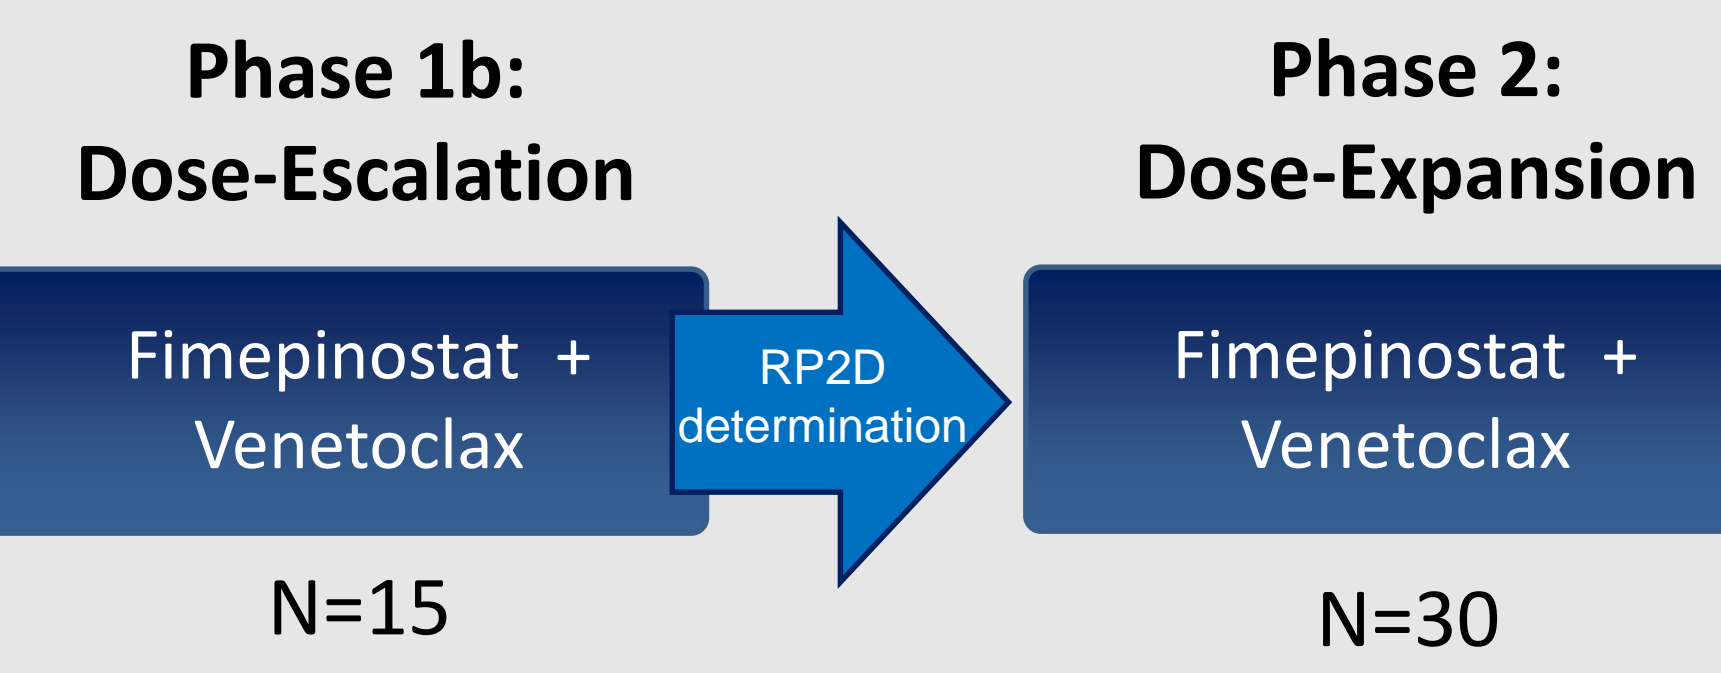 Phase 1b:
Dose-Escalation
Fimepinostat +
Venetoclax
N=15
RP2D
determination
Phase 2:
Dose-Expansion
Fimepinostat +
Venetoclax
N=30